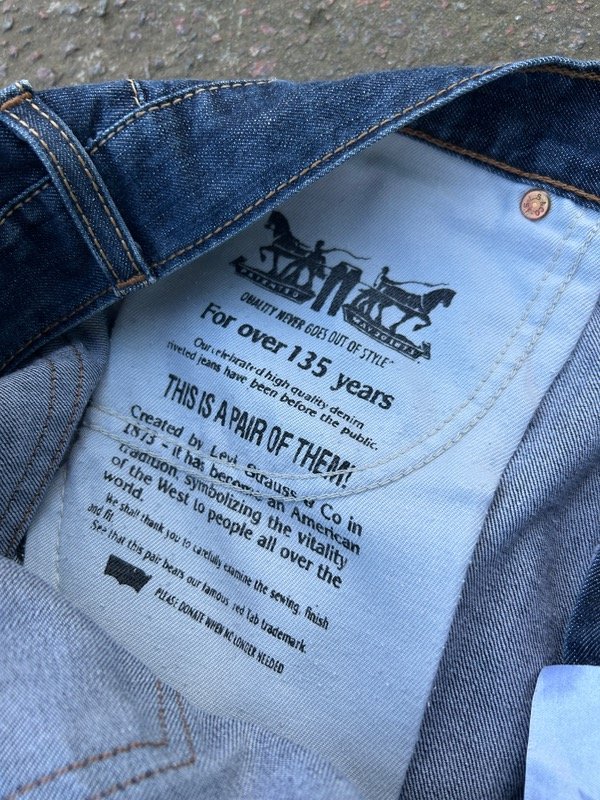 PATENTED
PATENTED
QUALITY NEVER GOES OUT OF STYLE™
For over 135 years
Our celebrated high quality denim
riveted jeans have been before the public.
THIS IS A PAIR OF THEM!
Created by Levi Strauss & Co in
1873 - it has become an American
tradition, symbolizing the vitality
of the West to people all over the
world.
We shall thank you to carefully examine the sewing, finish
and fit.
See that this pair bears our famous red Tab trademark.
PLEASE DONATE WHEN NO LONGER NEEDED